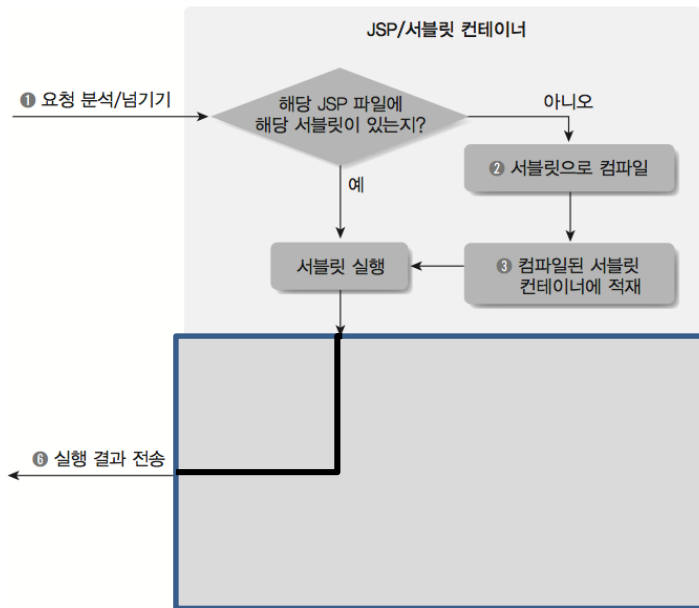 JSP/서블릿 컨테이너
❶ 요청 분석/넘기기
해당 JSP 파일에
해당 서블릿이 있는지?
아니오
예
❷ 서블릿으로 컴파일
서블릿 실행
❸ 컴파일된 서블릿
컨테이너에 적재
❻ 실행 결과 전송